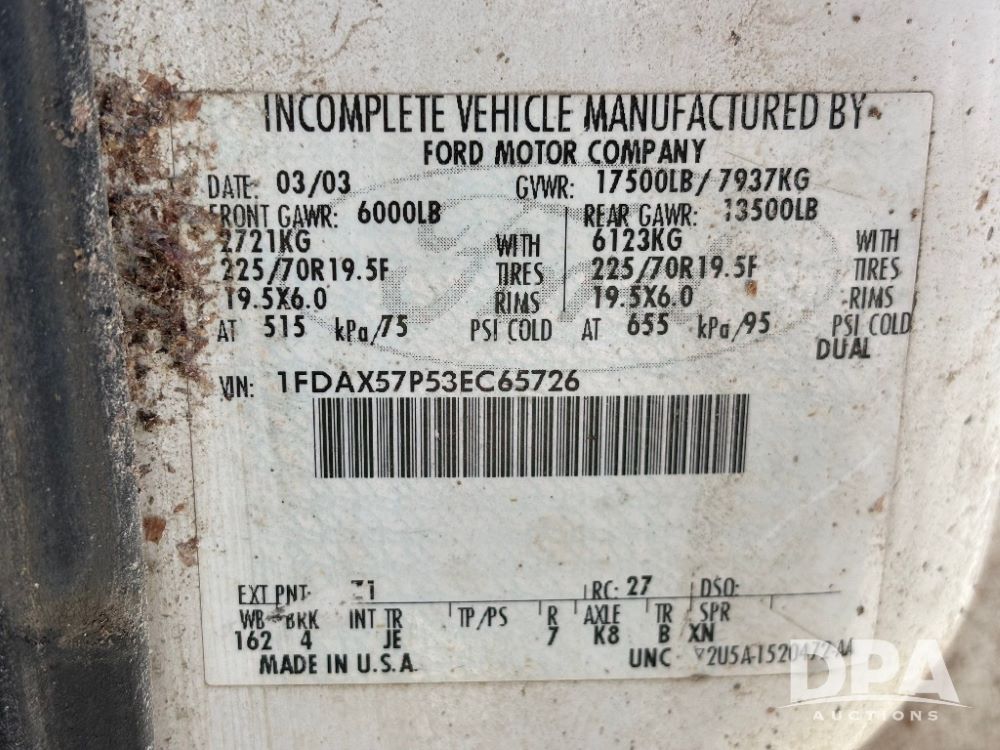 INCOMPLETE VEHICLE MANUFACTURED BY
FORD MOTOR COMPANY
DATE: 03/03 GVWR: 17500LB/ 7937KG
FRONT GAWR: 6000LB REAR GAWR: 13500LB
2721KG WITH 6123KG WITH
225/70R19.5F TIRES 225/70R19.5F TIRES
19.5X6.0 RIMS 19.5X6.0 RIMS
AT 515 kPa/75 PSI COLD AT 655 kPa/95 PSI COLD
DUAL
VIN: 1FDAX57P53EC65726
EXT PNT: Z1 RC: 27 DSO:
WB BRK INT TR TP/PS R AXLE TR SPR
162 4 JE 7 K8 B XN
MADE IN U.S.A. UNC
DPA
AUCTIONS